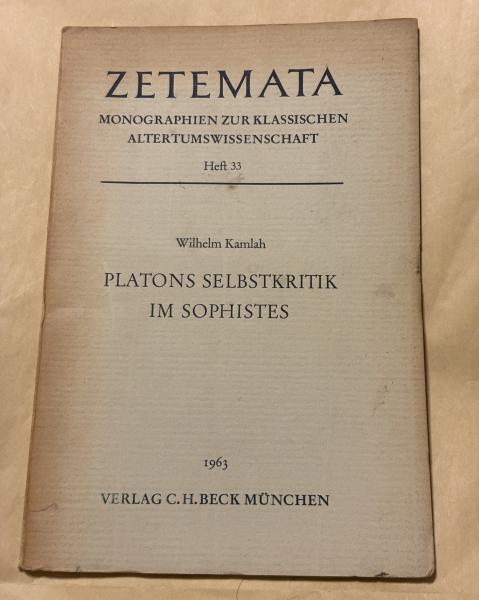 ZETEMATA
MONOGRAPHIEN ZUR KLASSISCHEN
ALTERTUMSWISSENSCHAFT
Heft 33
Wilhelm Kamlah
PLATONS SELBSTKRITIK
IM SOPHISTES
1963
VERLAG C. H. BECK MÜNCHEN